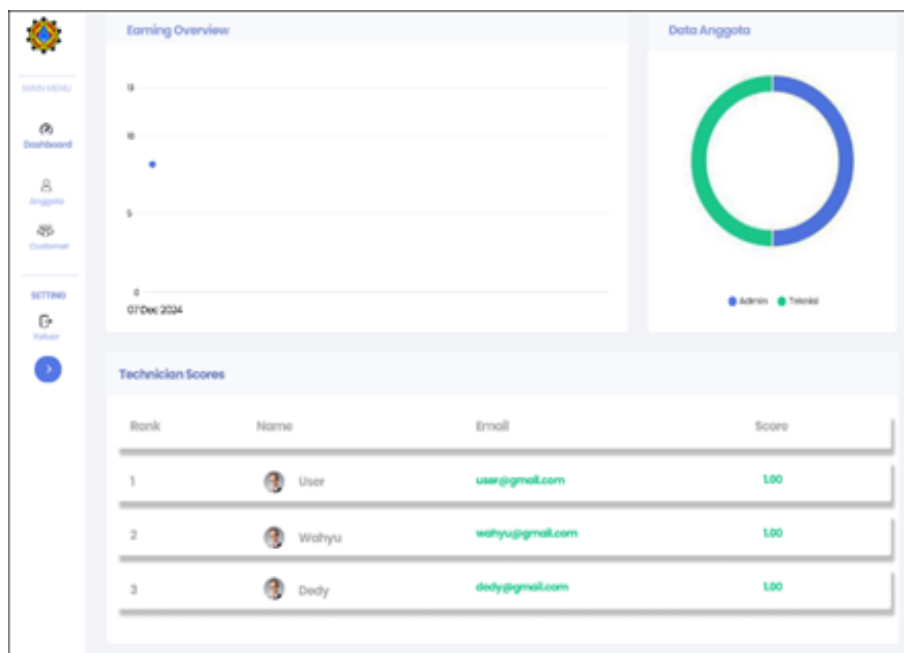 Earning Overview
Data Anggota
MAIN MENU
Dashboard
Anggota
Customer
SETTING
Keluar
13
10
5
0
07 Dec 2024
Admin
Teknisi
Technician Scores
Rank Name Email Score
1 User user@gmail.com 1.00
2 Wahyu wahyu@gmail.com 1.00
3 Dedy dedy@gmail.com 1.00